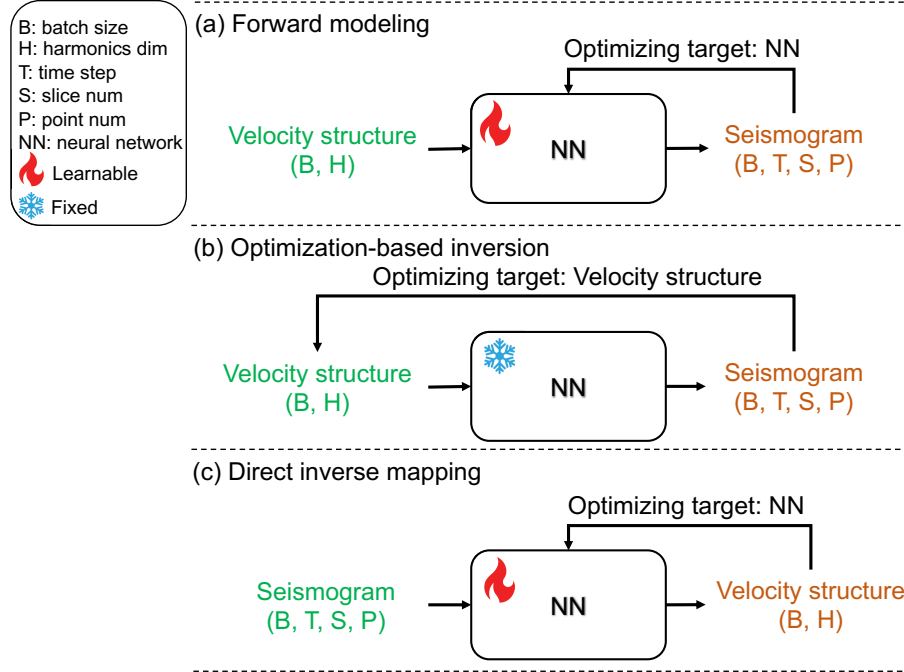 B: batch size
H: harmonics dim
T: time step
S: slice num
P: point num
NN: neural network
Learnable
Fixed
(a) Forward modeling
Optimizing target: NN
Velocity structure
(B, H)
NN
Seismogram
(B, T, S, P)
(b) Optimization-based inversion
Optimizing target: Velocity structure
Velocity structure
(B, H)
NN
Seismogram
(B, T, S, P)
(c) Direct inverse mapping
Optimizing target: NN
Seismogram
(B, T, S, P)
NN
Velocity structure
(B, H)